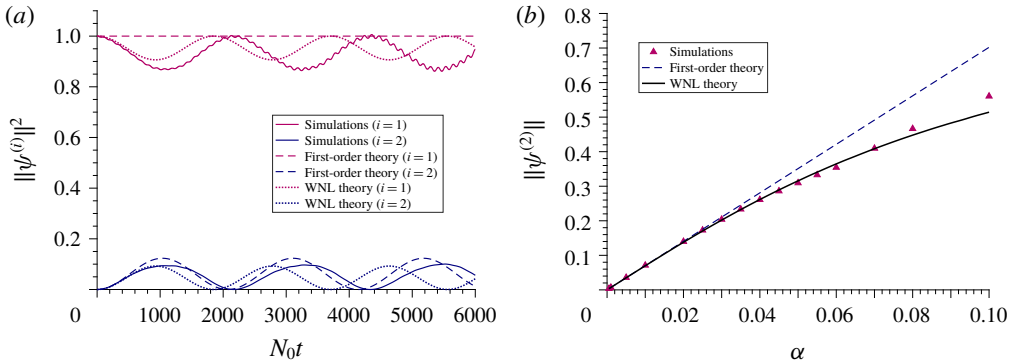 (a)
1.0
0.8
0.6
0.4
0.2
0
1000
2000
3000
4000
5000
6000
‖ψ^(i)‖^2
N_0t
Simulations (i = 1)
Simulations (i = 2)
First-order theory (i = 1)
First-order theory (i = 2)
WNL theory (i = 1)
WNL theory (i = 2)
(b)
0.8
0.7
0.6
0.5
0.4
0.3
0.2
0.1
0
0.02
0.04
0.06
0.08
0.10
‖ψ^(2)‖
α
Simulations
First-order theory
WNL theory